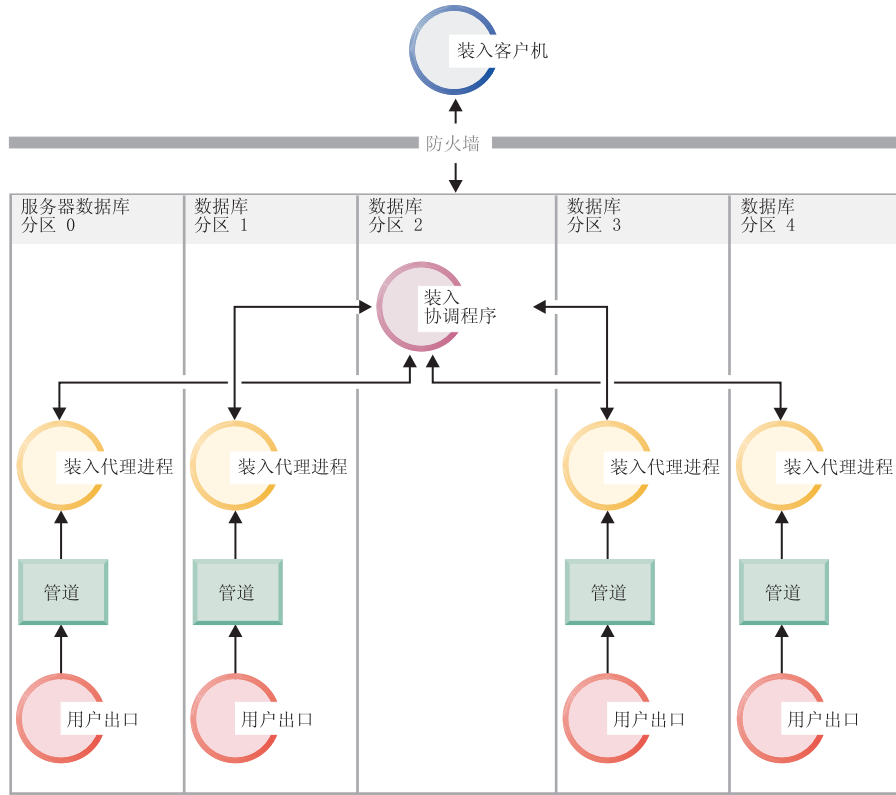 装入客户机
防火墙
服务器数据库
分区 0
数据库
分区 1
数据库
分区 2
数据库
分区 3
数据库
分区 4
装入
协调程序
装入代理进程
装入代理进程
装入代理进程
装入代理进程
管道
管道
管道
管道
用户出口
用户出口
用户出口
用户出口